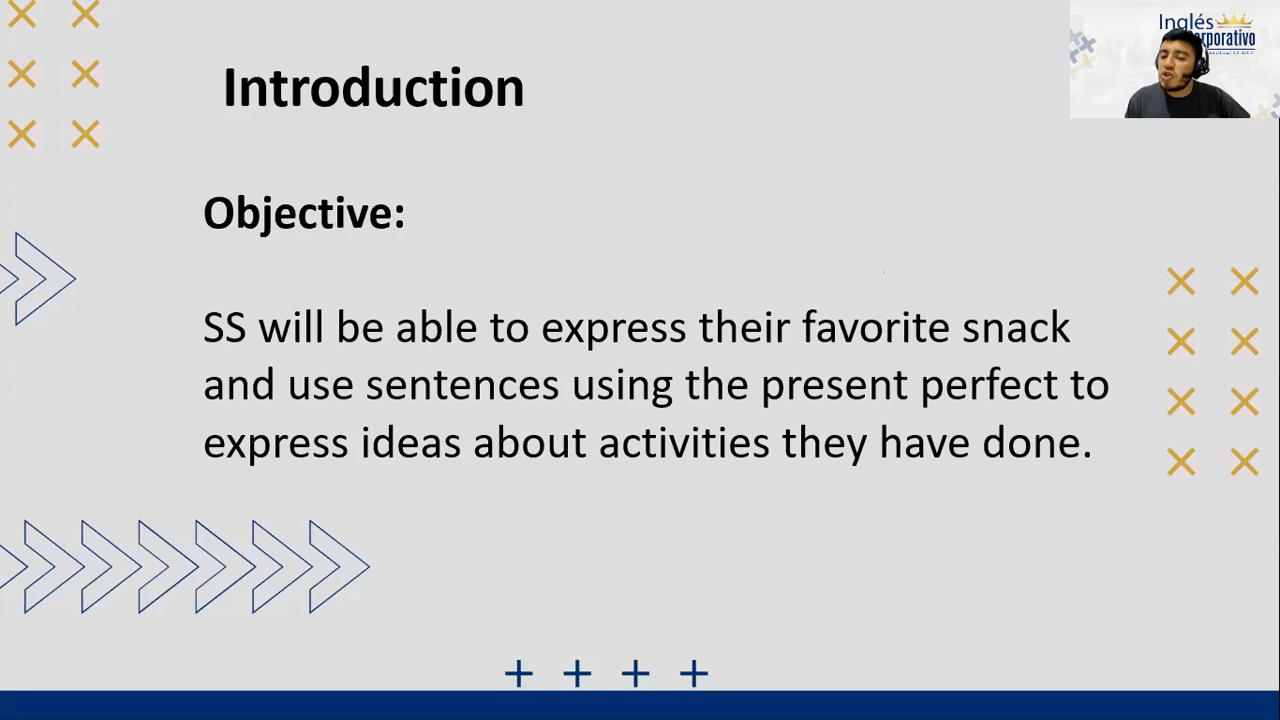 Inglés
Introduction
Objective:
SS will be able to express their favorite snack
and use sentences using the present perfect to
express ideas about activities they have done.